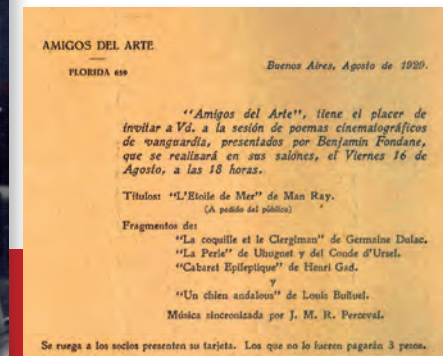 AMIGOS DEL ARTE
FLORIDA 659
Buenos Aires, Agosto de 1929.
"Amigos del Arte", tiene el placer de
invitar a Vd. a la sesión de poemas cinematográficos
de vanguardia, presentados por Benjamín Fondane,
que se realizará en sus salones, el Viernes 16 de
Agosto, a las 18 horas.
Títulos: "L'Etoile de Mer" de Man Ray.
(A pedido del público)
Fragmentos de:
"La coquille et le Clergiman" de Germaine Dulac.
"La Perle" de Uhugnet y del Conde d'Ursel.
"Cabaret Epileptique" de Henri Gad.
y
"Un chien andalous" de Louis Buñuel.
Música sincronizada por J. M. R. Perceval.
Se ruega a los socios presenten su tarjeta. Los que no lo fueren pagarán 3 pesos.